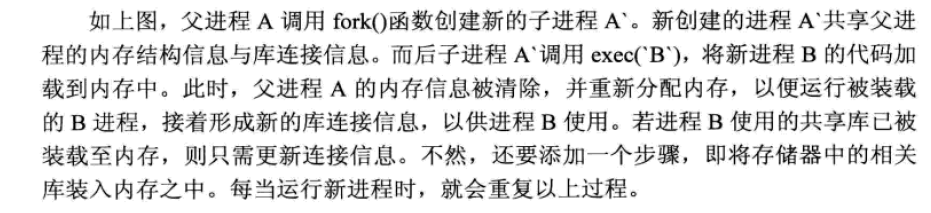 如上图，父进程 A 调用 fork()函数创建新的子进程 A`。新创建的进程 A`共享父进
程的内存结构信息与库连接信息。而后子进程 A`调用 exec(`B`)，将新进程 B 的代码加
载到内存中。此时，父进程 A 的内存信息被清除，并重新分配内存，以便运行被装载
的 B 进程，接着形成新的库连接信息，以供进程 B 使用。若进程 B 使用的共享库已被
装载至内存，则只需更新连接信息。不然，还要添加一个步骤，即将存储器中的相关
库装入内存之中。每当运行新进程时，就会重复以上过程。